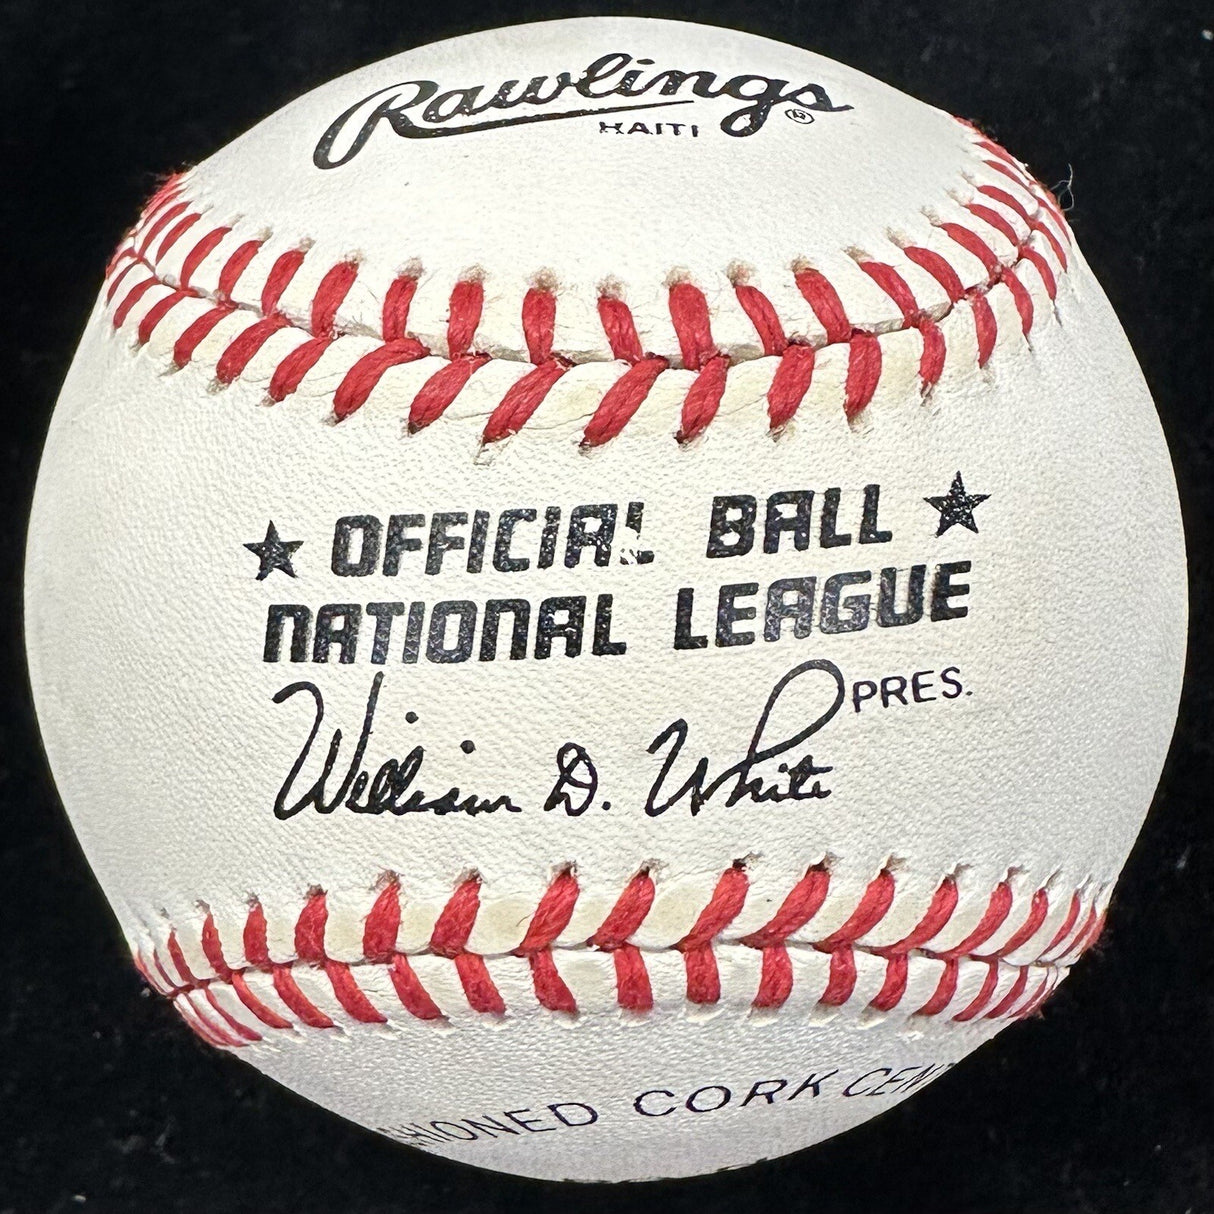 Rawlings ®
HAITI
★ OFFICIAL BALL ★
NATIONAL LEAGUE
William D. White PRES.
CORK